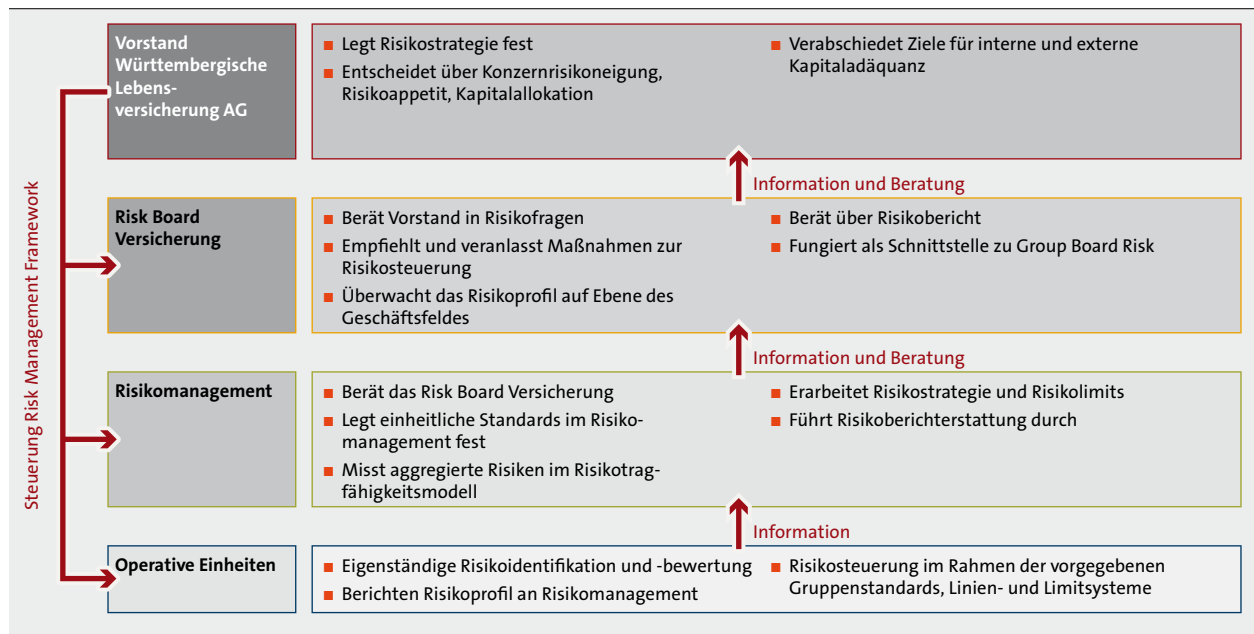 Steuerung Risk Management Framework
Vorstand
Württembergische
Lebens-
versicherung AG
■ Legt Risikostrategie fest
■ Entscheidet über Konzernrisikoneigung,
Risikoappetit, Kapitalallokation
■ Verabschiedet Ziele für interne und externe
Kapitaladäquanz
Information und Beratung
Risk Board
Versicherung
■ Berät Vorstand in Risikofragen
■ Empfiehlt und veranlasst Maßnahmen zur
Risikosteuerung
■ Überwacht das Risikoprofil auf Ebene des
Geschäftsfeldes
■ Berät über Risikobericht
■ Fungiert als Schnittstelle zu Group Board Risk
Information und Beratung
Risikomanagement
■ Berät das Risk Board Versicherung
■ Legt einheitliche Standards im Risiko-
management fest
■ Misst aggregierte Risiken im Risikotrag-
fähigkeitsmodell
■ Erarbeitet Risikostrategie und Risikolimits
■ Führt Risikoberichterstattung durch
Information
Operative Einheiten
■ Eigenständige Risikoidentifikation und -bewertung
■ Berichten Risikoprofil an Risikomanagement
■ Risikosteuerung im Rahmen der vorgegebenen
Gruppenstandards, Linien- und Limitsysteme